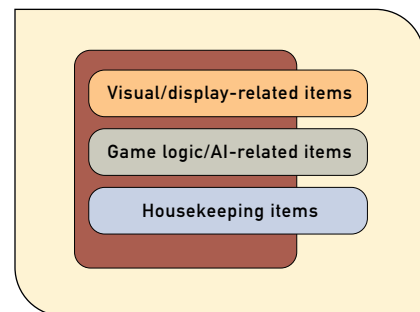 Visual/display-related items
Game logic/AI-related items
Housekeeping items